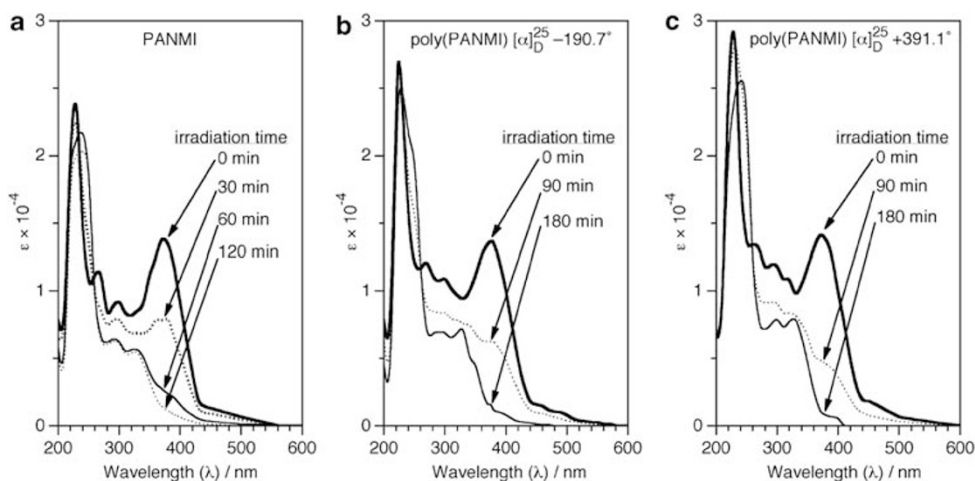 a
PANMI
irradiation time
0 min
30 min
60 min
120 min
ε × 10⁻⁴
3
2
1
0
200 300 400 500 600
Wavelength (λ) / nm
b
poly(PANMI) [α]D25 –190.7°
irradiation time
0 min
90 min
180 min
ε × 10⁻⁴
3
2
1
0
200 300 400 500 600
Wavelength (λ) / nm
c
poly(PANMI) [α]D25 +391.1°
irradiation time
0 min
90 min
180 min
ε × 10⁻⁴
3
2
1
0
200 300 400 500 600
Wavelength (λ) / nm